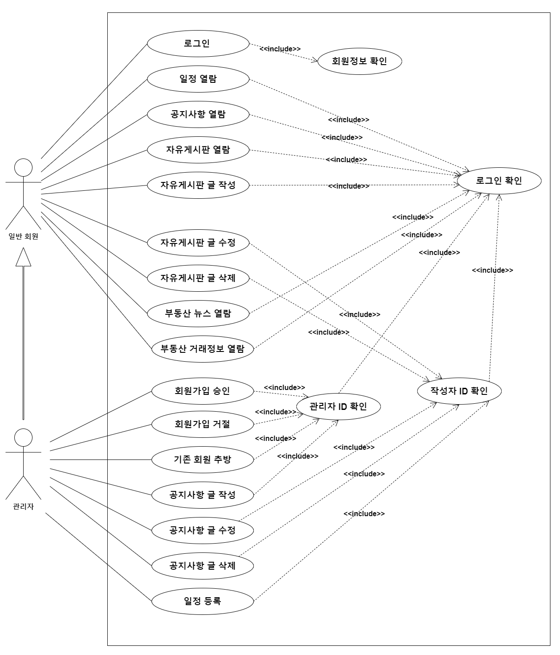 로그인
<<include>>
회원정보 확인
일정 열람
<<include>>
공지사항 열람
<<include>>
자유게시판 열람
<<include>>
로그인 확인
자유게시판 글 작성
<<include>>
일반 회원
<<include>>
자유게시판 글 수정
<<include>>
<<include>>
<<include>>
자유게시판 글 삭제
부동산 뉴스 열람
<<include>>
<<include>>
부동산 거래정보 열람
회원가입 승인
<<include>>
작성자 ID 확인
관리자 ID 확인
<<include>>
회원가입 거절
<<include>>
<<include>>
기존 회원 추방
<<include>>
<<include>>
공지사항 글 작성
관리자
<<include>>
공지사항 글 수정
공지사항 글 삭제
일정 등록